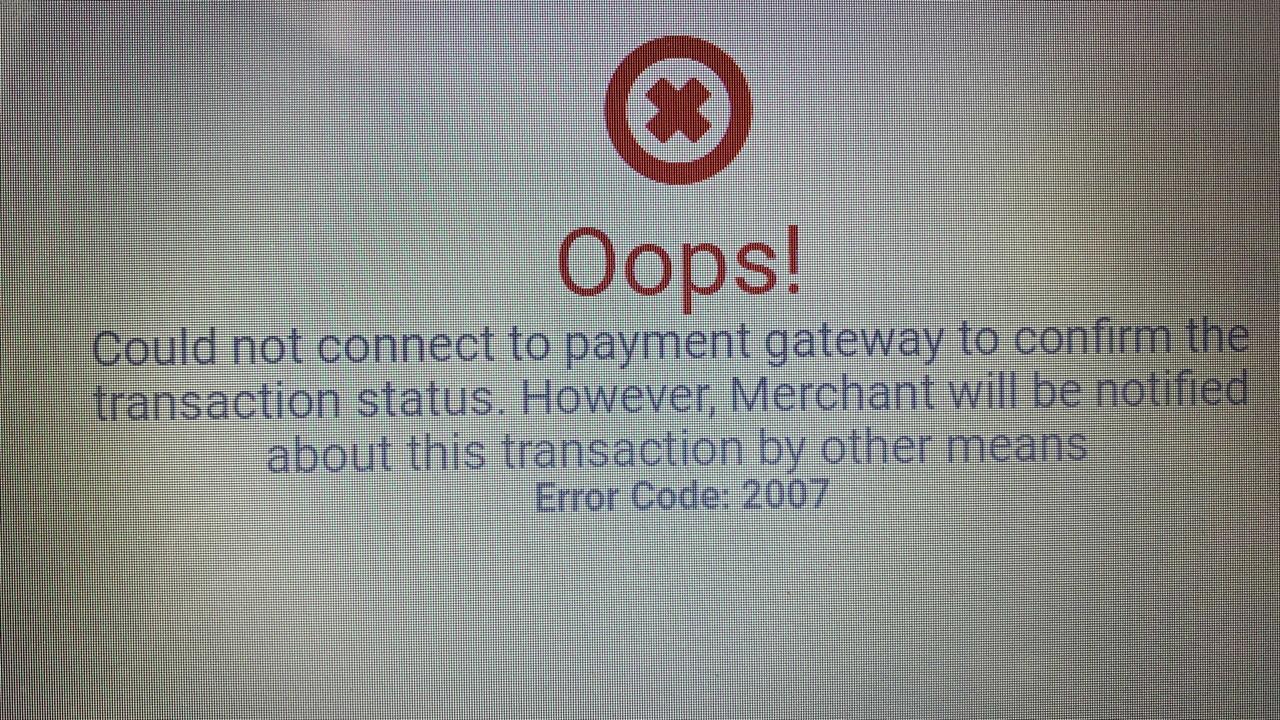 Oops!
Could not connect to payment gateway to confirm the
transaction status. However, Merchant will be notified
about this transaction by other means
Error Code: 2007